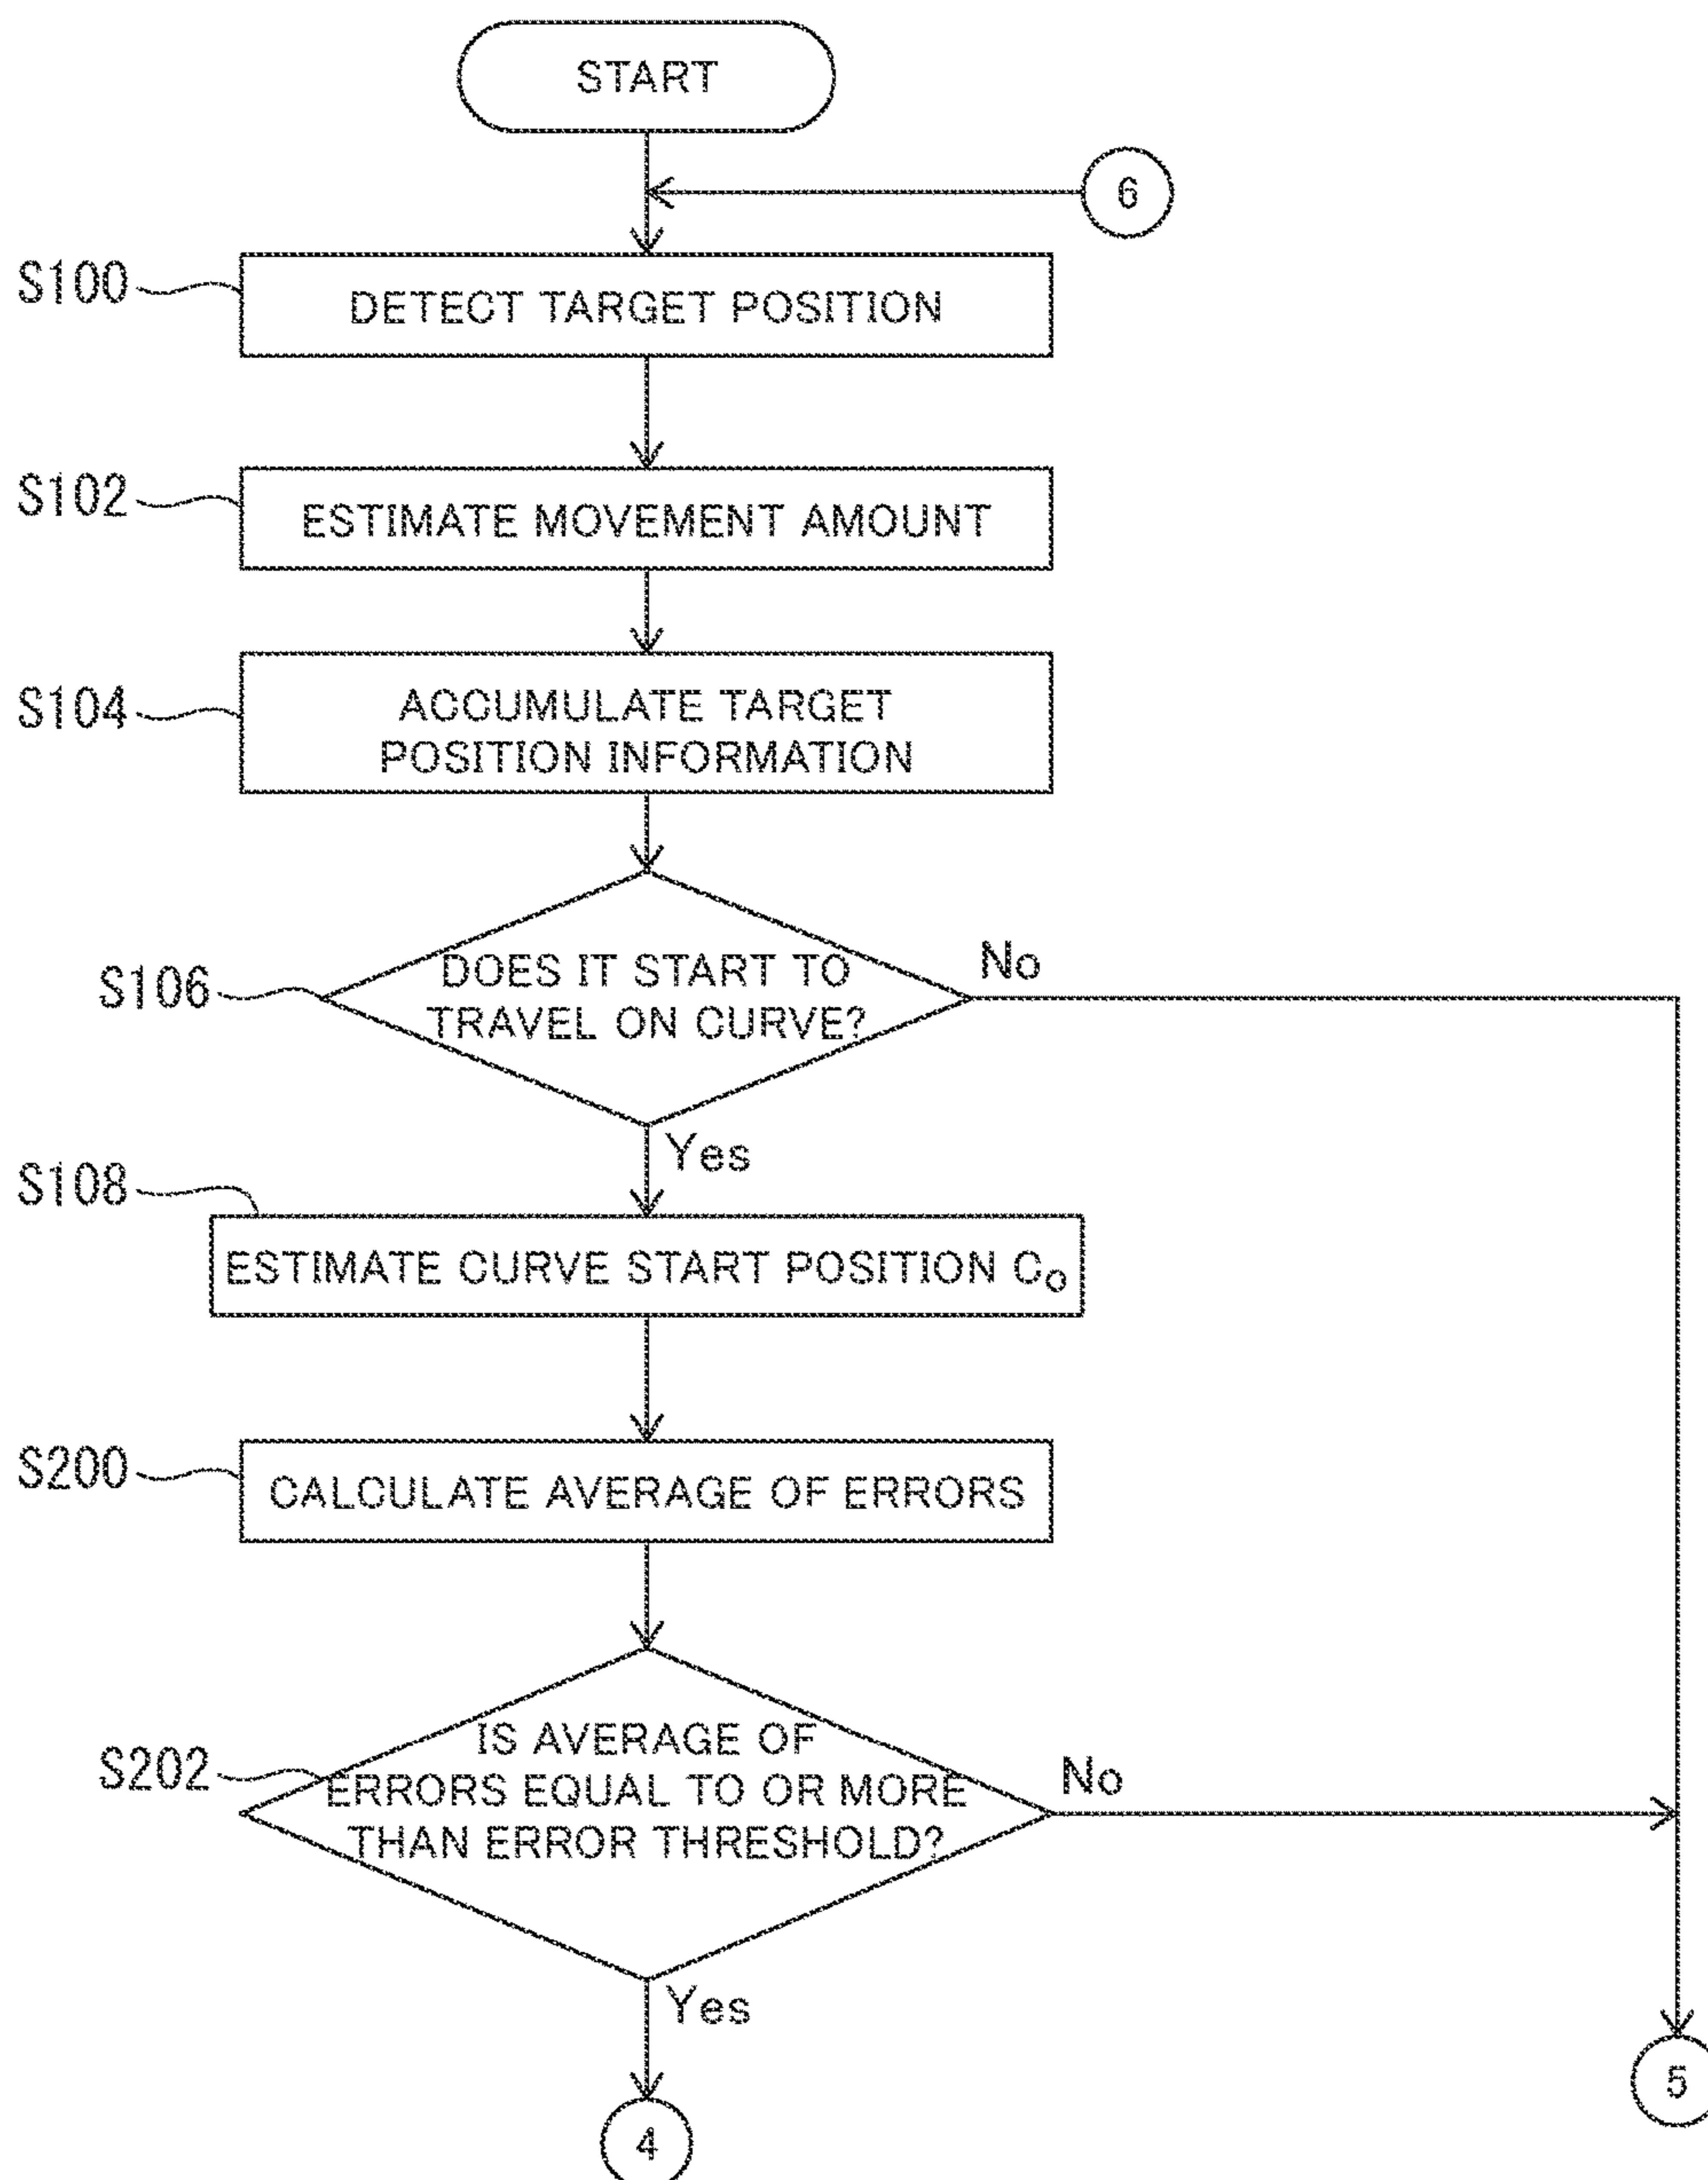 START
6
S100
DETECT TARGET POSITION
S102
ESTIMATE MOVEMENT AMOUNT
S104
ACCUMULATE TARGET
POSITION INFORMATION
S106
DOES IT START TO
TRAVEL ON CURVE?
No
Yes
S108
ESTIMATE CURVE START POSITION C₀
S200
CALCULATE AVERAGE OF ERRORS
S202
IS AVERAGE OF
ERRORS EQUAL TO OR MORE
THAN ERROR THRESHOLD?
No
Yes
5
4